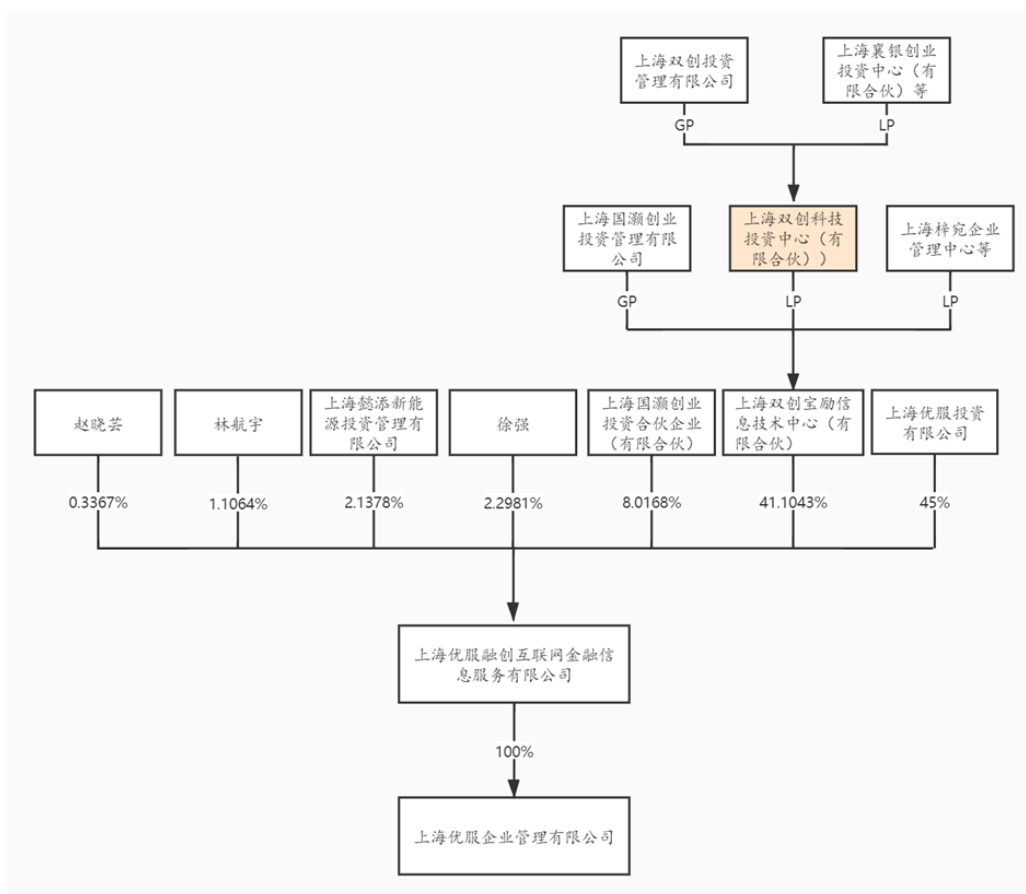 上海双创投资
管理有限公司
上海襄银创业
投资中心（有
限合伙）等
GP
LP
上海国灏创业
投资管理有限
公司
上海双创科技
投资中心（有
限合伙））
上海梓宛企业
管理中心等
GP
LP
LP
赵晓芸
林航宇
上海懿添新能
源投资管理有
限公司
徐强
上海国灏创业
投资合伙企业
（有限合伙）
上海双创宝励信
息技术中心（有
限合伙）
上海优服投资
有限公司
0.3367%
1.1064%
2.1378%
2.2981%
8.0168%
41.1043%
45%
上海优服融创互联网金融信
息服务有限公司
100%
上海优服企业管理有限公司